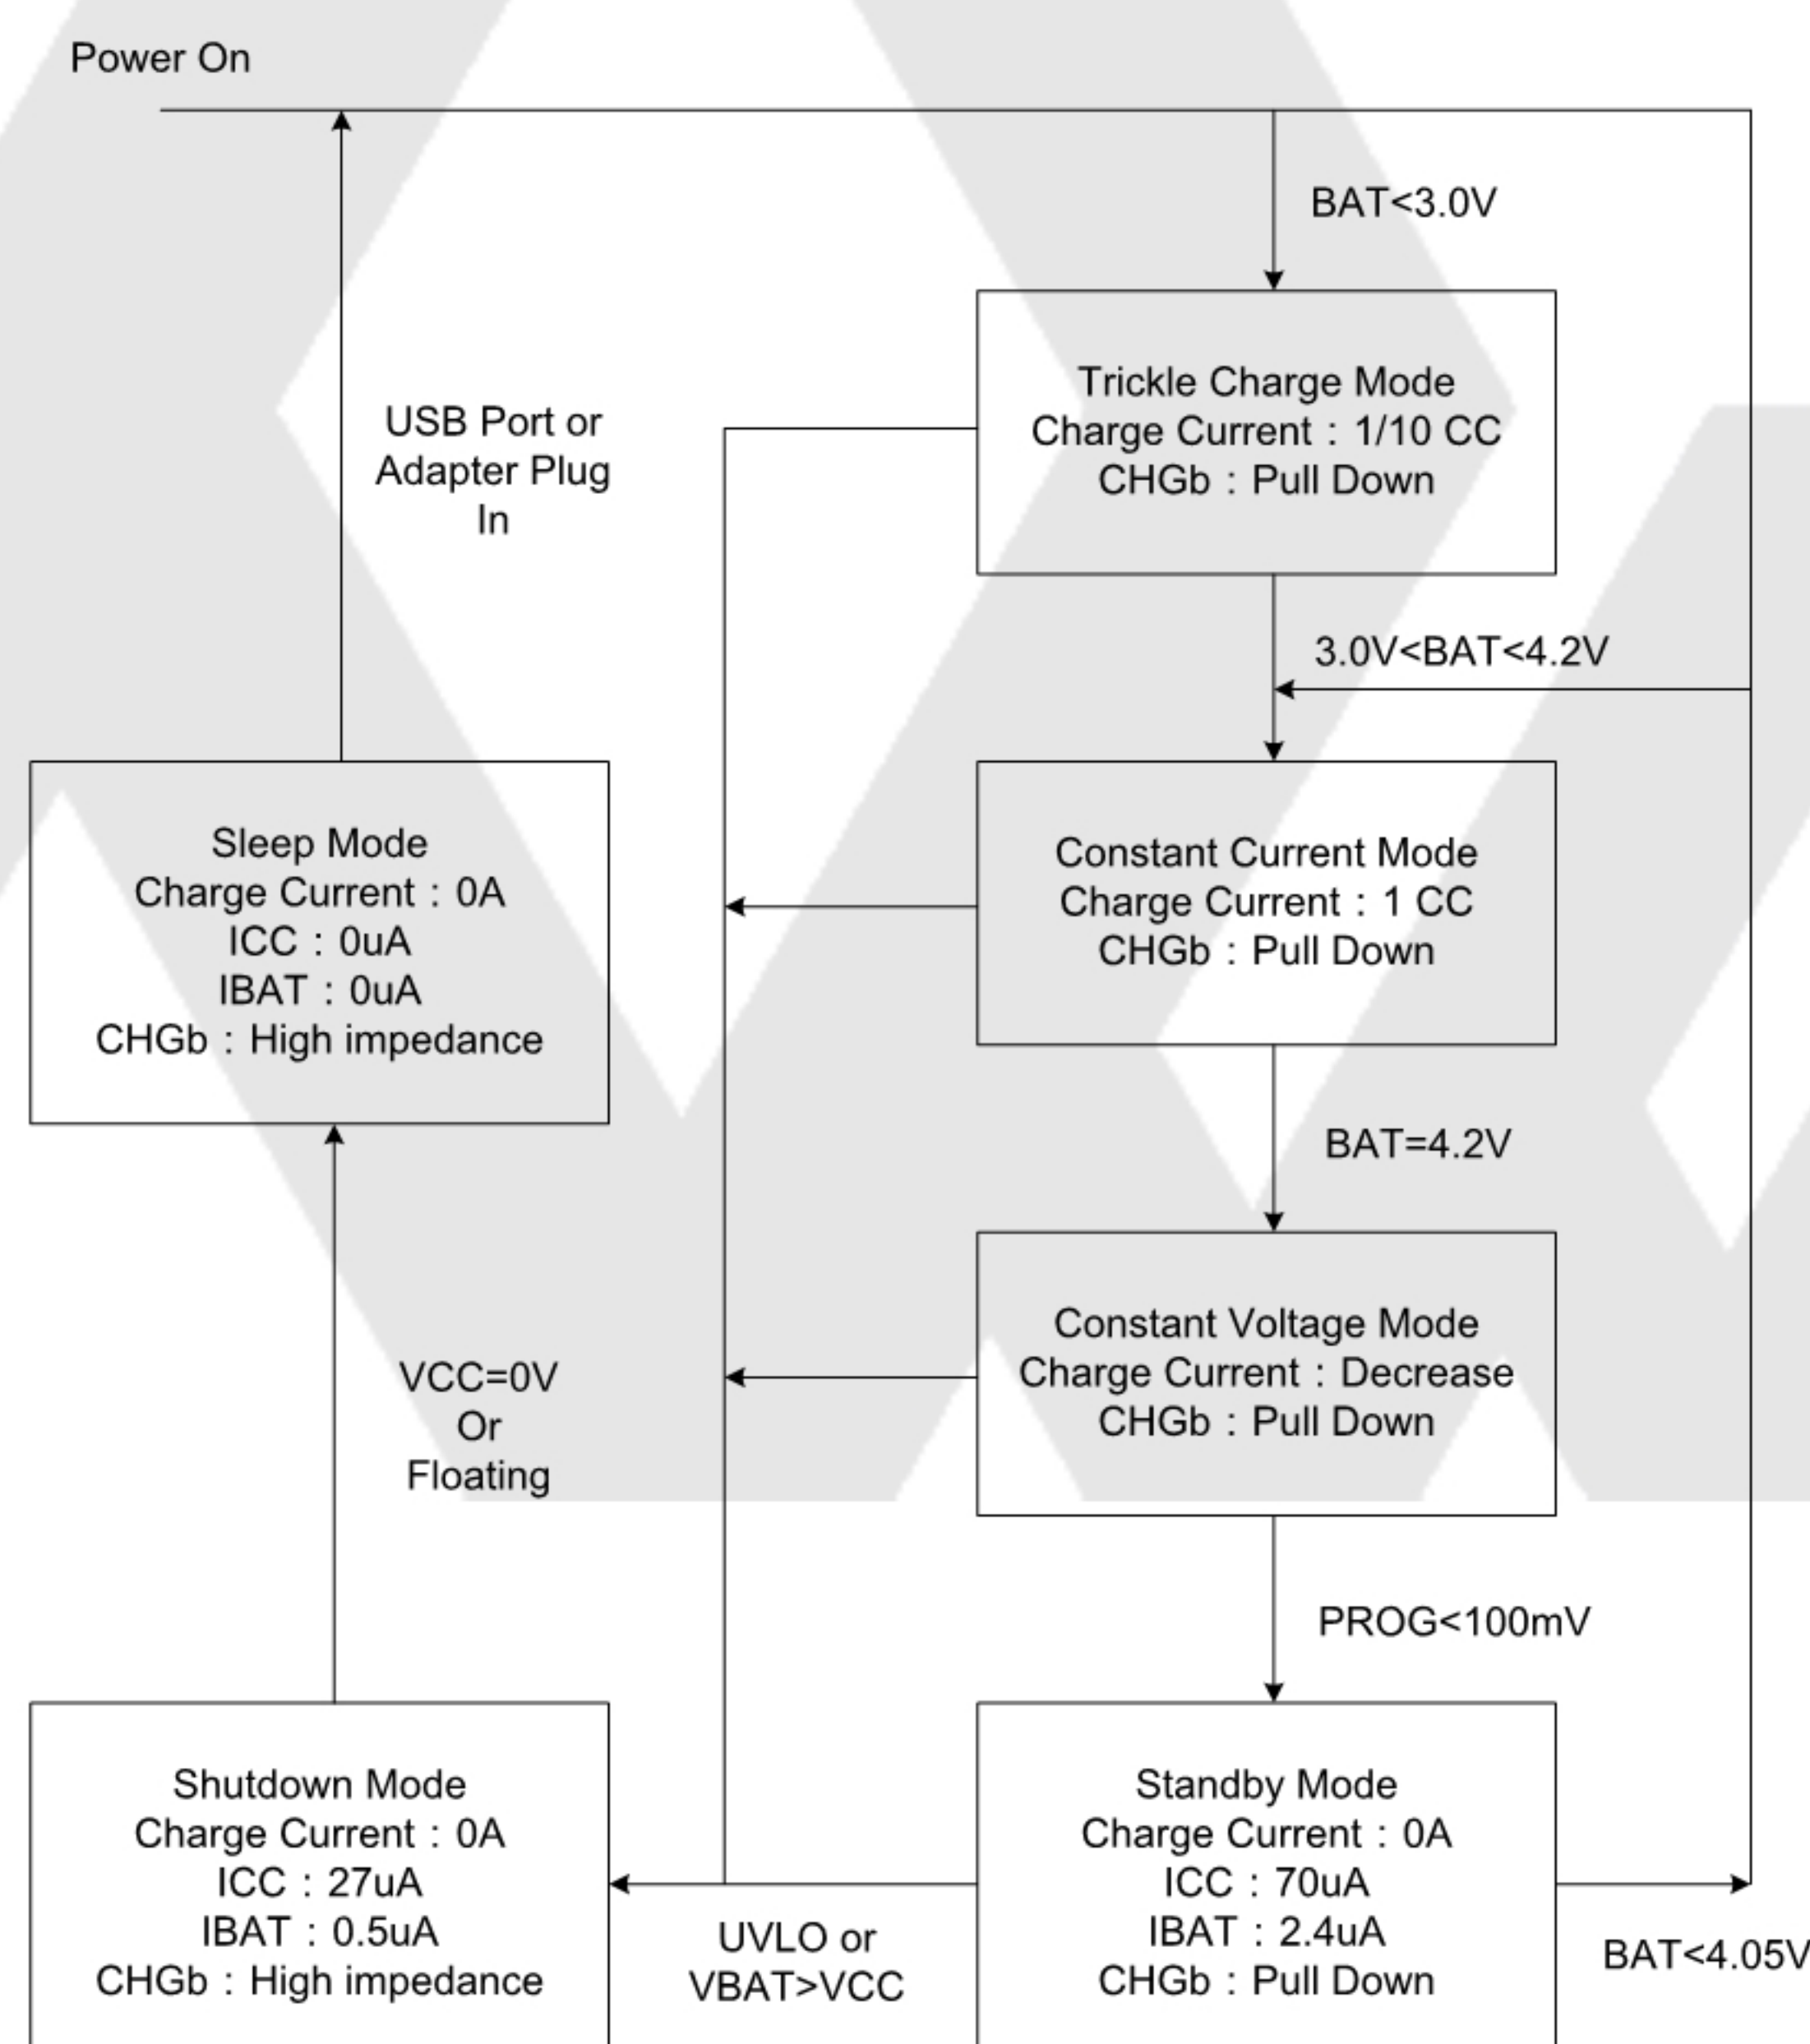 Power On
BAT<3.0V
Trickle Charge Mode
Charge Current : 1/10 CC
CHGb : Pull Down
USB Port or
Adapter Plug
In
3.0V<BAT<4.2V
Sleep Mode
Charge Current : 0A
ICC : 0uA
IBAT : 0uA
CHGb : High impedance
Constant Current Mode
Charge Current : 1 CC
CHGb : Pull Down
BAT=4.2V
Constant Voltage Mode
Charge Current : Decrease
CHGb : Pull Down
VCC=0V
Or
Floating
PROG<100mV
Shutdown Mode
Charge Current : 0A
ICC : 27uA
IBAT : 0.5uA
CHGb : High impedance
UVLO or
VBAT>VCC
Standby Mode
Charge Current : 0A
ICC : 70uA
IBAT : 2.4uA
CHGb : Pull Down
BAT<4.05V